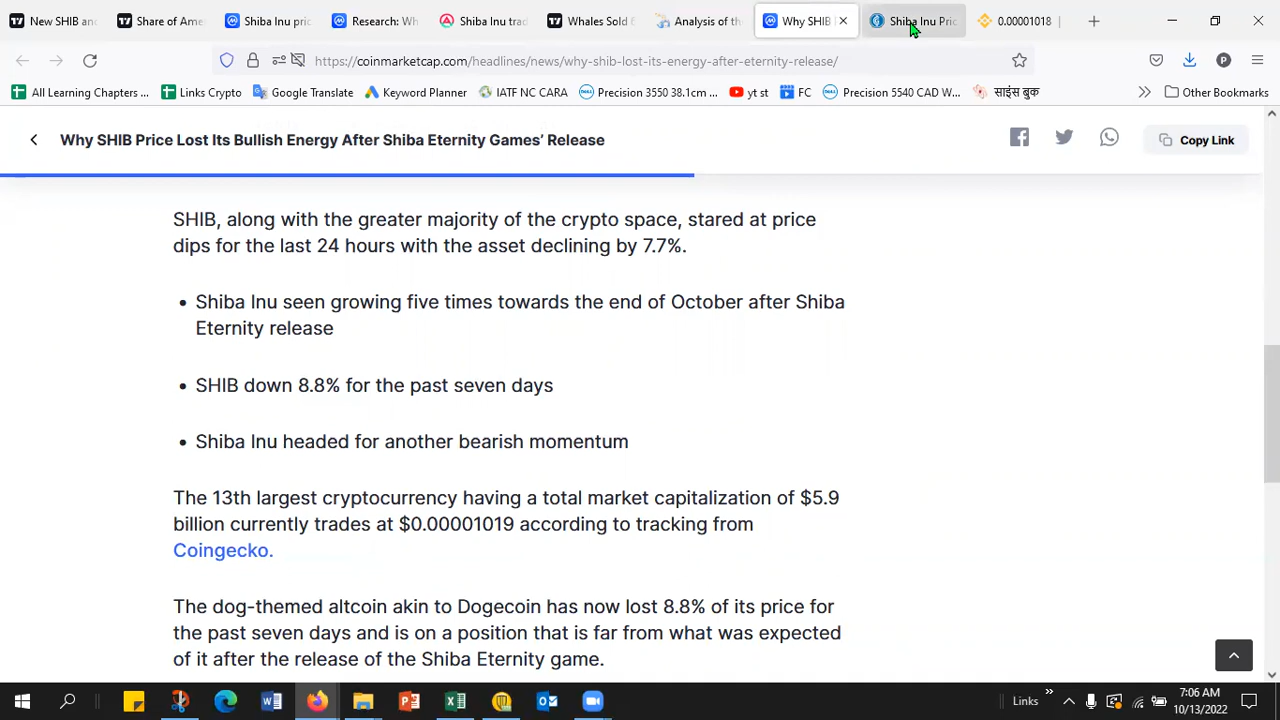 New SHIB an
Share of Ame
Shiba Inu pric
Research: Wh
Shiba Inu tra
Whales Sold 6
Analysis of th
Why SHIB
Shiba Inu Pric
0.00001018
https://coinmarketcap.com/headlines/news/why-shib-lost-its-energy-after-eternity-release/
P
All Learning Chapters ...
Links Crypto
Google Translate
Keyword Planner
IATF NC CARA
Precision 3550 38.1cm ...
yt st
FC
Precision 5540 CAD W...
साइंस बुक
Other Bookmarks
Why SHIB Price Lost Its Bullish Energy After Shiba Eternity Games’ Release
Copy Link
SHIB, along with the greater majority of the crypto space, stared at price
dips for the last 24 hours with the asset declining by 7.7%.
• Shiba Inu seen growing five times towards the end of October after Shiba
Eternity release
• SHIB down 8.8% for the past seven days
• Shiba Inu headed for another bearish momentum
The 13th largest cryptocurrency having a total market capitalization of $5.9
billion currently trades at $0.00001019 according to tracking from
Coingecko.
The dog-themed altcoin akin to Dogecoin has now lost 8.8% of its price for
the past seven days and is on a position that is far from what was expected
of it after the release of the Shiba Eternity game.
Links
7:06 AM
10/13/2022